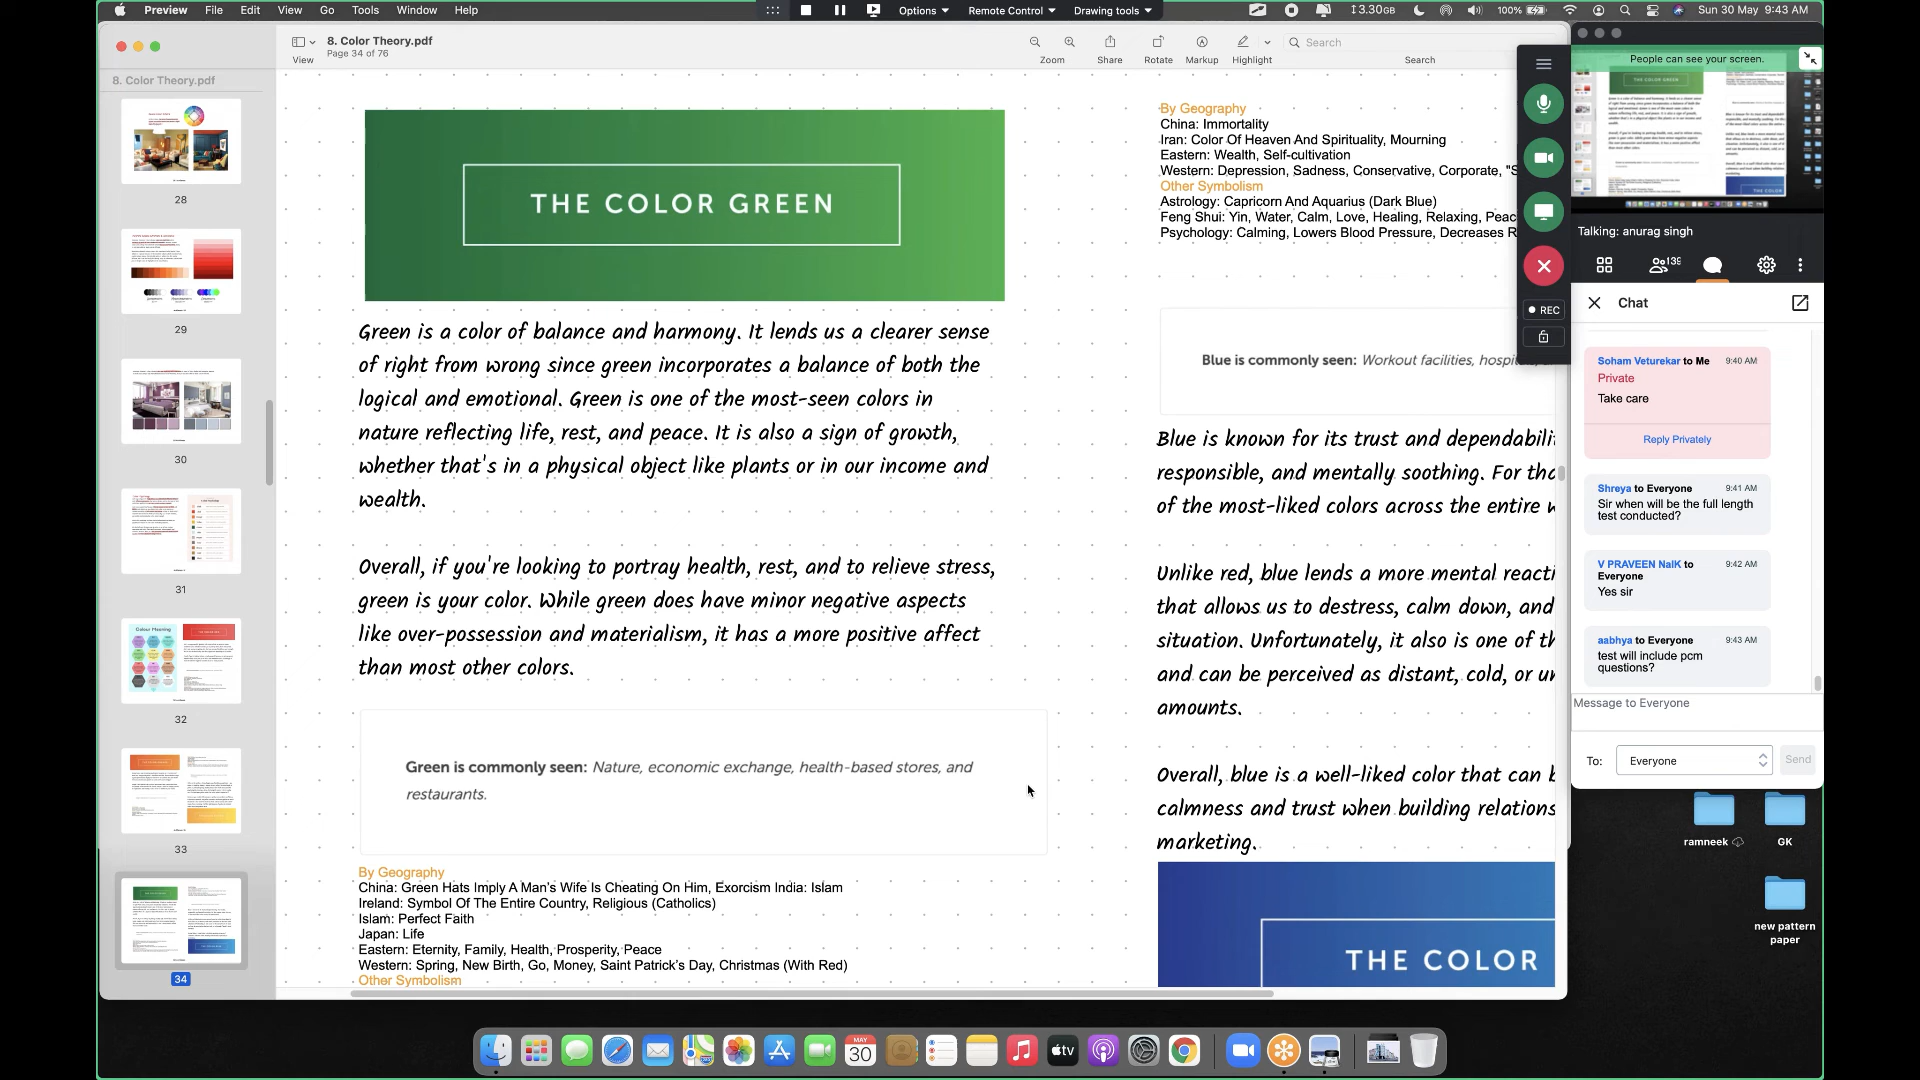 Preview File Edit View Go Tools Window Help
Options Remote Control Drawing tools
3.30GB 100% Sun 30 May 9:43 AM
8. Color Theory.pdf
Page 34 of 76
View Zoom Share Rotate Markup Highlight Search
Search
8. Color Theory.pdf
28
29
30
31
32
33
34
THE COLOR GREEN
Green is a color of balance and harmony. It lends us a clearer sense
of right from wrong since green incorporates a balance of both the
logical and emotional. Green is one of the most-seen colors in
nature reflecting life, rest, and peace. It is also a sign of growth,
whether that's in a physical object like plants or in our income and
wealth.
Overall, if you're looking to portray health, rest, and to relieve stress,
green is your color. While green does have minor negative aspects
like over-possession and materialism, it has a more positive affect
than most other colors.
Green is commonly seen: Nature, economic exchange, health-based stores, and
restaurants.
By Geography
China: Green Hats Imply A Man's Wife Is Cheating On Him, Exorcism India: Islam
Ireland: Symbol Of The Entire Country, Religious (Catholics)
Islam: Perfect Faith
Japan: Life
Eastern: Eternity, Family, Health, Prosperity, Peace
Western: Spring, New Birth, Go, Money, Saint Patrick's Day, Christmas (With Red)
Other Symbolism
By Geography
China: Immortality
Iran: Color Of Heaven And Spirituality, Mourning
Eastern: Wealth, Self-cultivation
Western: Depression, Sadness, Conservative, Corporate, "S
Other Symbolism
Astrology: Capricorn And Aquarius (Dark Blue)
Feng Shui: Yin, Water, Calm, Love, Healing, Relaxing, Peac
Psychology: Calming, Lowers Blood Pressure, Decreases R
Blue is commonly seen: Workout facilities, hospi
Blue is known for its trust and dependabili
responsible, and mentally soothing. For tha
of the most-liked colors across the entire w
Unlike red, blue lends a more mental reacti
that allows us to destress, calm down, and
situation. Unfortunately, it also is one of th
and can be perceived as distant, cold, or un
amounts.
Overall, blue is a well-liked color that can b
calmness and trust when building relations
marketing.
THE COLOR
REC
People can see your screen.
Talking: anurag singh
139
Chat
Soham Veturekar to Me 9:40 AM
Private
Take care
Reply Privately
Shreya to Everyone 9:41 AM
Sir when will be the full length
test conducted?
V PRAVEEN NaIK to 9:42 AM
Everyone
Yes sir
aabhya to Everyone 9:43 AM
test will include pcm
questions?
Message to Everyone
To: Everyone Send
ramneek
GK
new pattern
paper
MAY
30
tv